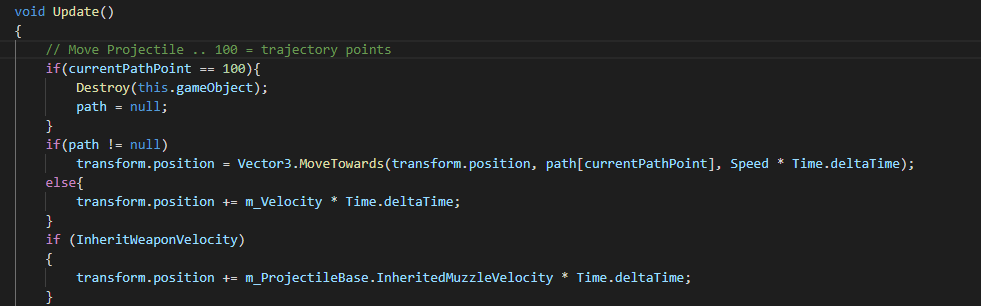 void Update()
{
// Move Projectile .. 100 = trajectory points
if(currentPathPoint == 100){
Destroy(this.gameObject);
path = null;
}
if(path != null)
transform.position = Vector3.MoveTowards(transform.position, path[currentPathPoint], Speed * Time.deltaTime);
else{
transform.position += m_Velocity * Time.deltaTime;
}
if (InheritWeaponVelocity)
{
transform.position += m_ProjectileBase.InheritedMuzzleVelocity * Time.deltaTime;
}